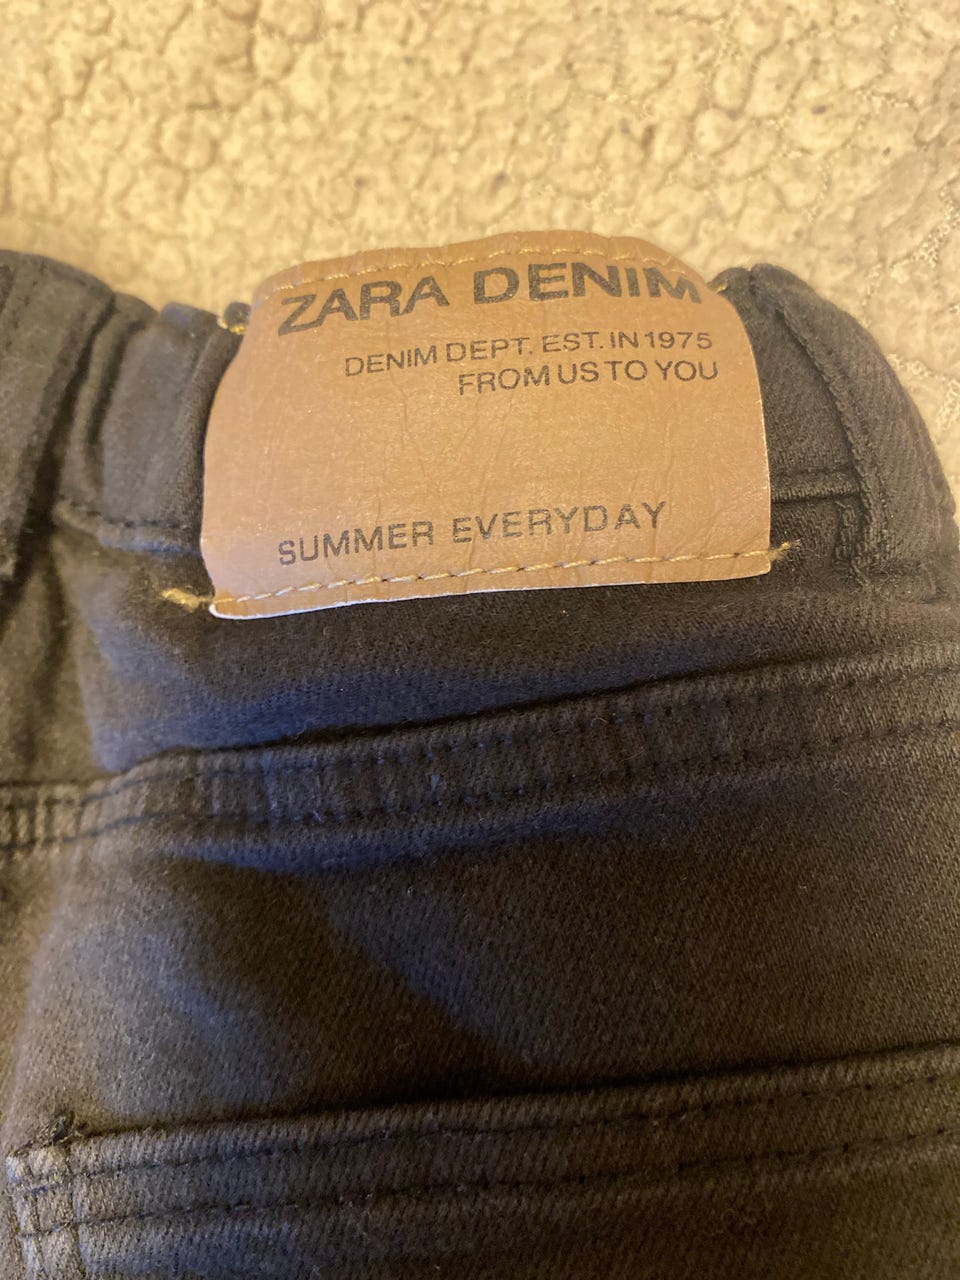 ZARA DENIM
DENIM DEPT. EST. IN 1975
FROM US TO YOU
SUMMER EVERYDAY